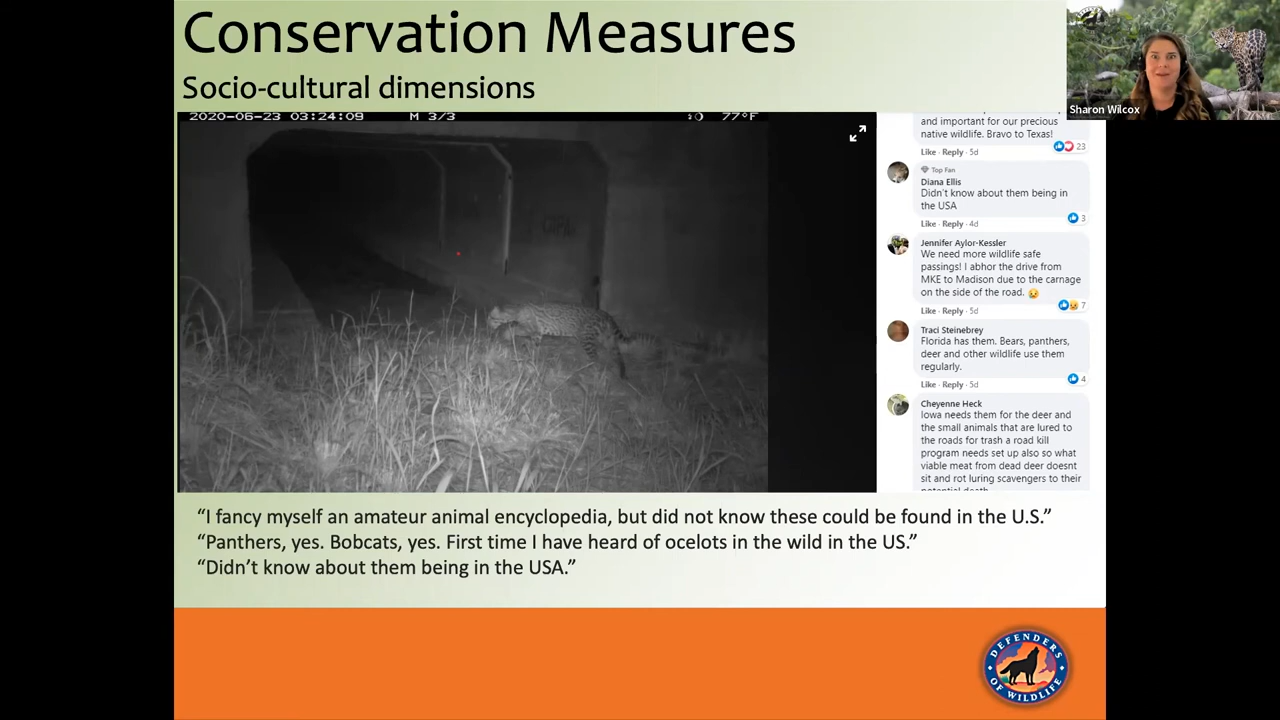 Conservation Measures
Socio-cultural dimensions
Sharon Wilcox
2020-06-23 03:24:09 M 3/3 77°F
and important for our precious
native wildlife. Bravo to Texas!
23
Like · Reply · 5d
Top Fan
Diana Ellis
Didn't know about them being in
the USA
3
Like · Reply · 4d
Jennifer Aylor-Kessler
We need more wildlife safe
passings! I abhor the drive from
MKE to Madison due to the carnage
on the side of the road.
7
Like · Reply · 5d
Traci Steinebrey
Florida has them. Bears, panthers,
deer and other wildlife use them
regularly.
4
Like · Reply · 5d
Cheyenne Heck
Iowa needs them for the deer and
the small animals that are lured to
the roads for trash a road kill
program needs set up also so what
viable meat from dead deer doesnt
sit and rot luring scavengers to their
potential death
“I fancy myself an amateur animal encyclopedia, but did not know these could be found in the U.S.”
“Panthers, yes. Bobcats, yes. First time I have heard of ocelots in the wild in the US.”
“Didn’t know about them being in the USA.”
DEFENDERS
OF WILDLIFE